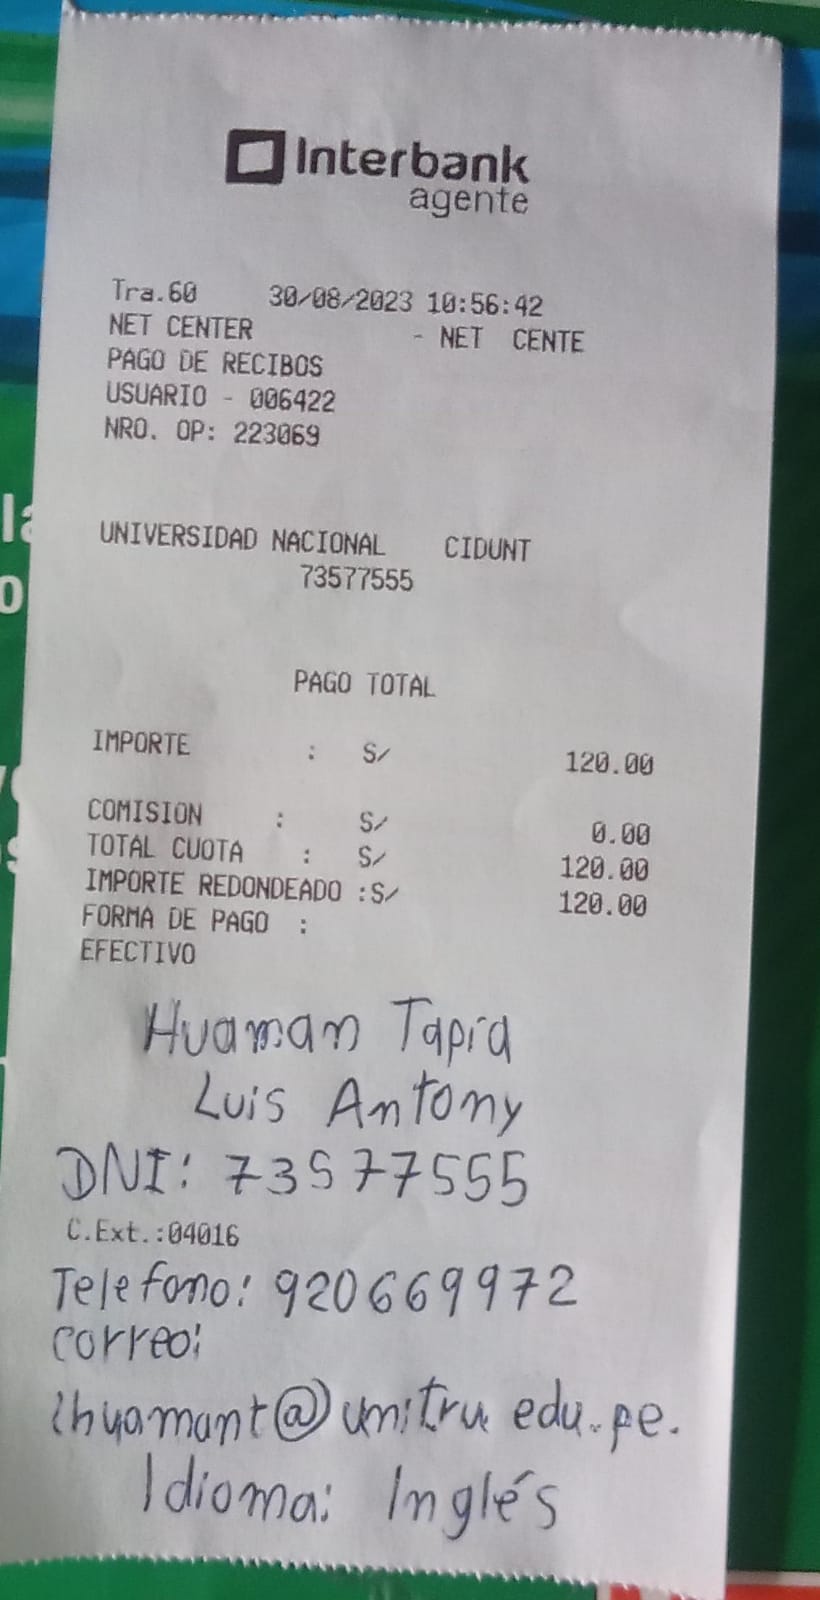 Interbank
agente
Tra.60 30/08/2023 10:56:42
NET CENTER - NET CENTE
PAGO DE RECIBOS
USUARIO - 006422
NRO. OP: 223069
UNIVERSIDAD NACIONAL CIDUNT
73577555
PAGO TOTAL
IMPORTE : S/ 120.00
COMISION : S/ 0.00
TOTAL CUOTA : S/ 120.00
IMPORTE REDONDEADO :S/ 120.00
FORMA DE PAGO :
EFECTIVO
Huaman Tapia
Luis Antony
DNI: 73577555
C.Ext.:04016
Telefono: 920669972
correo:
lhuamant@unitru edu.pe.
Idioma: Inglés